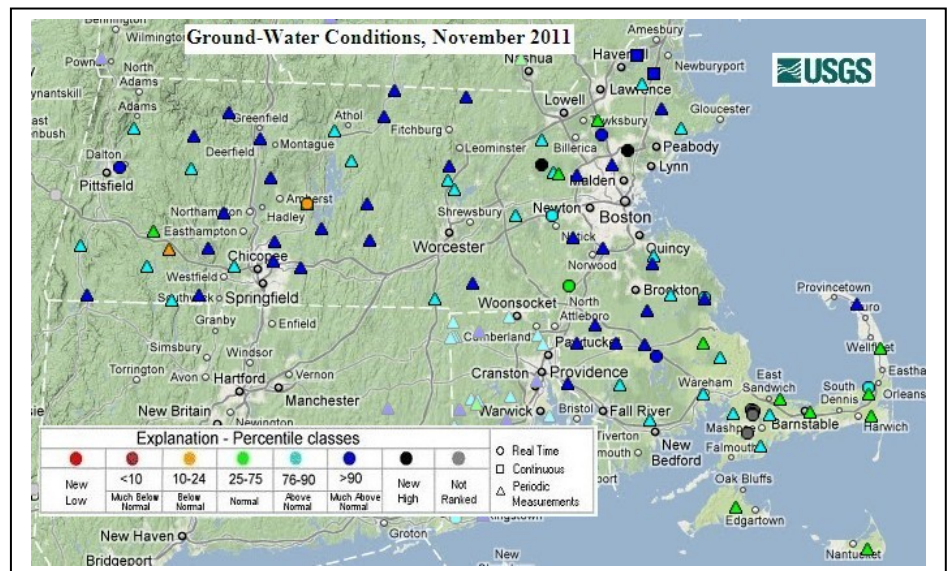 Ground-Water Conditions, November 2011
USGS
Bennington
Wilmington
Pownal
North Adams
Adams
Dalton
Pittsfield
Greenfield
Deerfield
Montague
Athol
Fitchburg
Leominster
Nashua
Lowell
Haverhill
Lawrence
Amesbury
Newburyport
Gloucester
Tewksbury
Billerica
Peabody
Lynn
Malden
Boston
Newton
Natick
Norwood
Quincy
Brockton
Northampton
Amherst
Hadley
Easthampton
Chicopee
Westfield
Springfield
Southwick
Shrewsbury
Worcester
Woonsocket
North
Attleboro
Cumberland
Pawtucket
Cranston
Providence
Warwick
Bristol
Fall River
Tiverton
New Bedford
Wareham
East Sandwich
South Dennis
Mashpee
Barnstable
Falmouth
Harwich
Orleans
Eastham
Wellfleet
Truro
Provincetown
Oak Bluffs
Edgartown
Nantucket
Granby
Enfield
Simsbury
Windsor
Torrington
Avon
Vernon
Hartford
Manchester
New Britain
Newington
Explanation - Percentile classes
<10
10-24
25-75
76-90
>90
New Low
Much Below Normal
Below Normal
Normal
Above Normal
Much Above Normal
New High
Not Ranked
Real Time
Continuous
Periodic Measurements
New Haven
Bridgeport
Groton
New